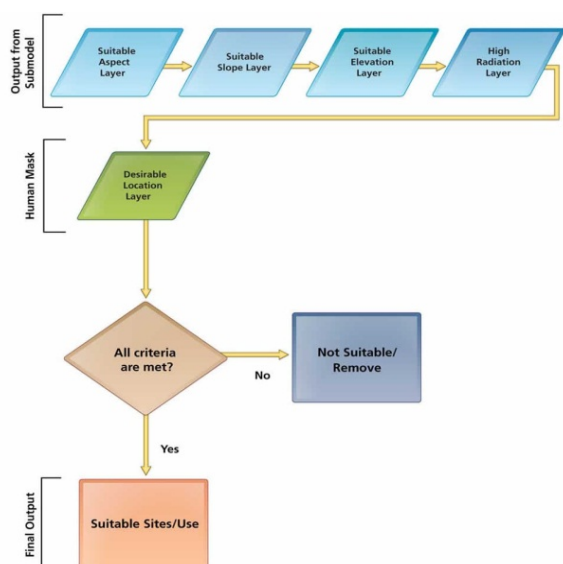 Output from
Submodel
Suitable
Aspect
Layer
Suitable
Slope Layer
Suitable
Elevation
Layer
High
Radiation
Layer
Human Mask
Desirable
Location
Layer
All criteria
are met?
No
Not Suitable/
Remove
Yes
Final Output
Suitable Sites/Use